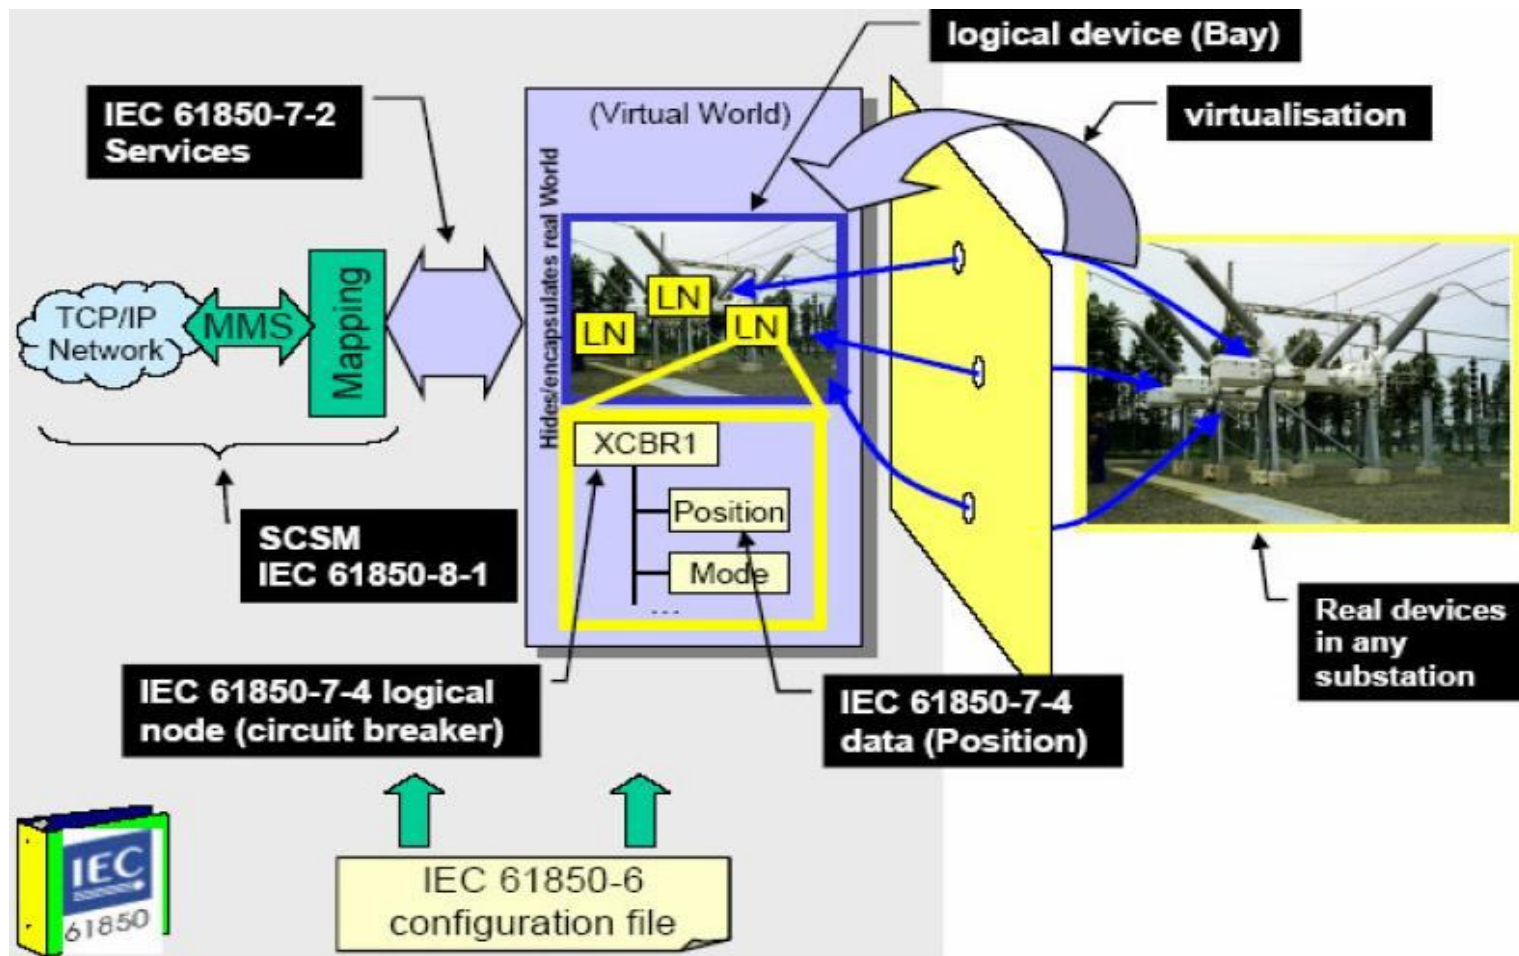 logical device (Bay)
IEC 61850-7-2
Services
(Virtual World)
virtualisation
Hides/encapsulates real World
LN
LN
LN
TCP/IP
Network
MMS
Mapping
XCBR1
Position
Mode
...
SCSM
IEC 61850-8-1
Real devices
in any
substation
IEC 61850-7-4 logical
node (circuit breaker)
IEC 61850-7-4
data (Position)
IEC 61850-6
configuration file
IEC
61850